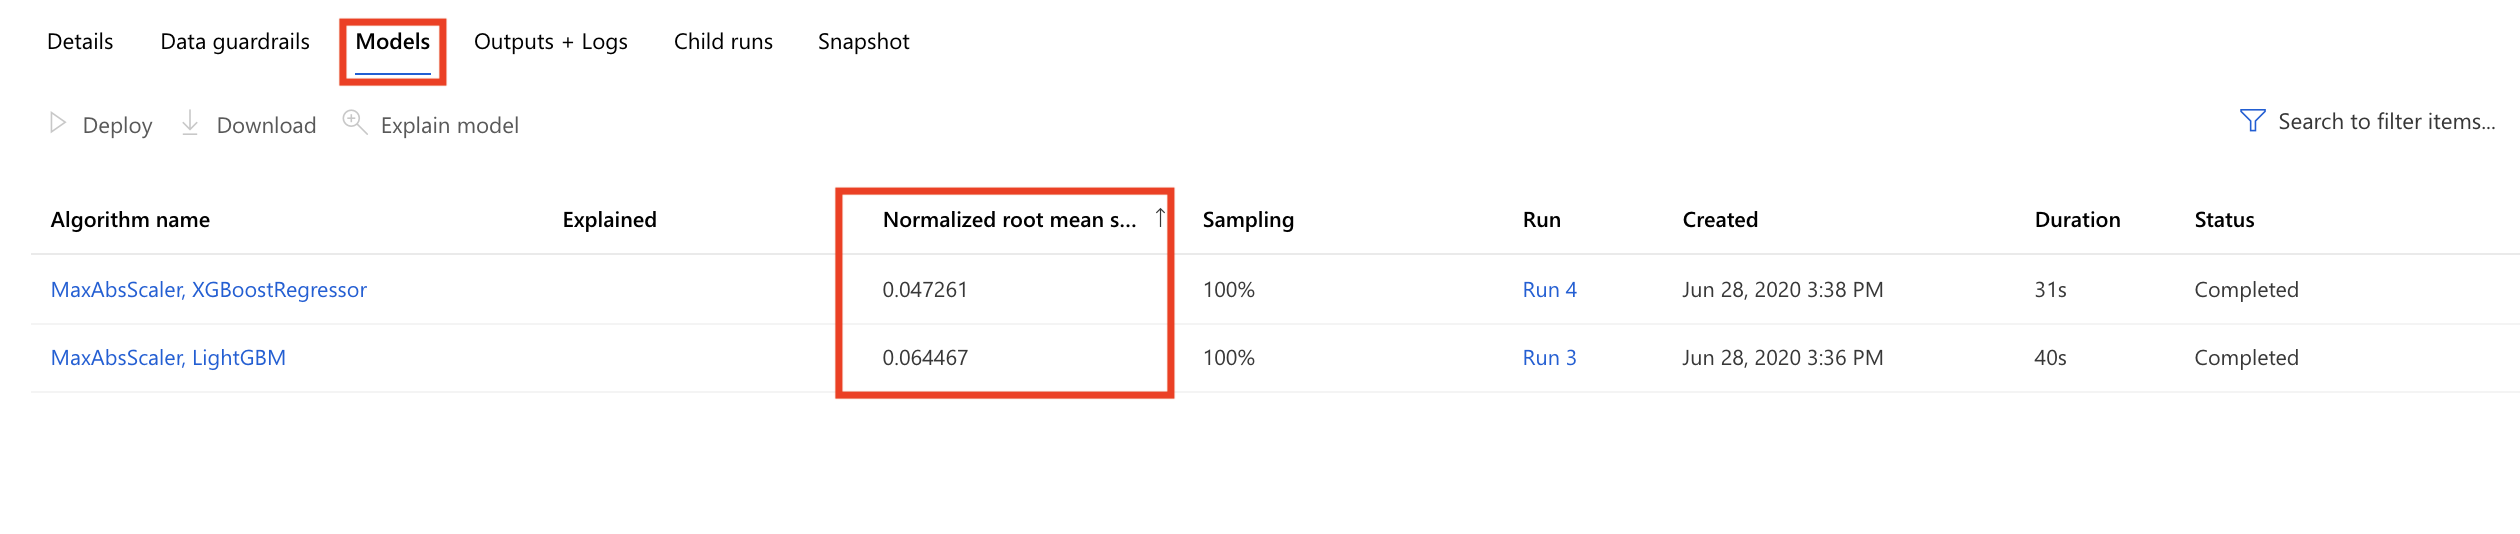 Details Data guardrails Models Outputs + Logs Child runs Snapshot
Deploy Download Explain model Search to filter items...
Algorithm name Explained Normalized root mean s... ↑ Sampling Run Created Duration Status
MaxAbsScaler, XGBoostRegressor 0.047261 100% Run 4 Jun 28, 2020 3:38 PM 31s Completed
MaxAbsScaler, LightGBM 0.064467 100% Run 3 Jun 28, 2020 3:36 PM 40s Completed